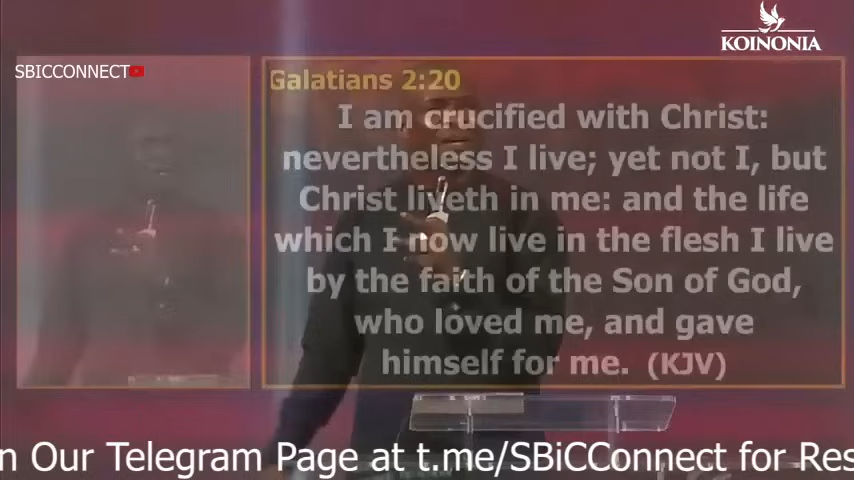 KOINONIA
SBICCONNECT
Galatians 2:20
I am crucified with Christ:
nevertheless I live; yet not I, but
Christ liveth in me: and the life
which I now live in the flesh I live
by the faith of the Son of God,
who loved me, and gave
himself for me. (KJV)
n Our Telegram Page at t.me/SBiCConnect for Res